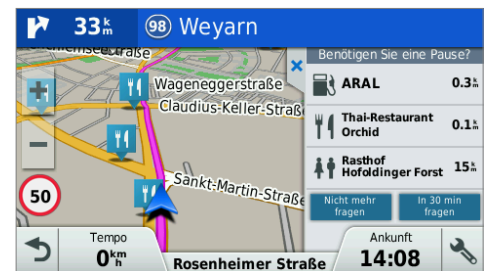 33 km 98 Weyarn
Benötigen Sie eine Pause?
ARAL 0.3 km
Wageneggerstraße
Claudius-Keller-Straß
Thai-Restaurant
Orchid 0.1 km
Rasthof
Hofoldinger Forst 15 km
Sankt-Martin-Straße
50
Nicht mehr
fragen
In 30 min
fragen
Tempo
0 km/h
Rosenheimer Straße
Ankunft
14:08